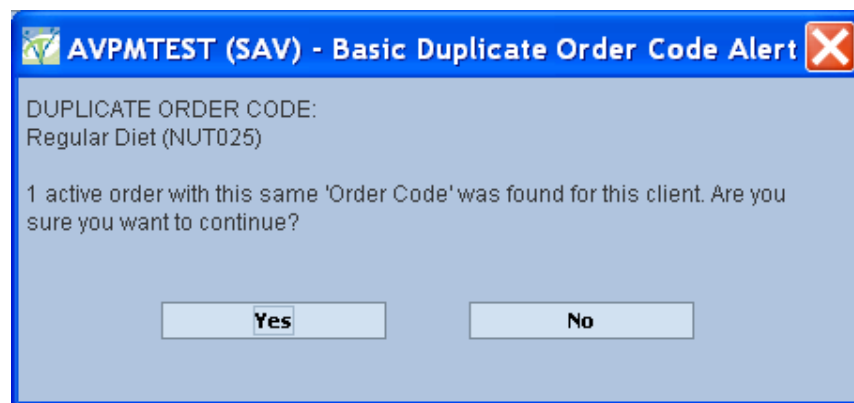 AVPMTEST (SAV) - Basic Duplicate Order Code Alert
DUPLICATE ORDER CODE:
Regular Diet (NUT025)
1 active order with this same 'Order Code' was found for this client. Are you
sure you want to continue?
Yes
No